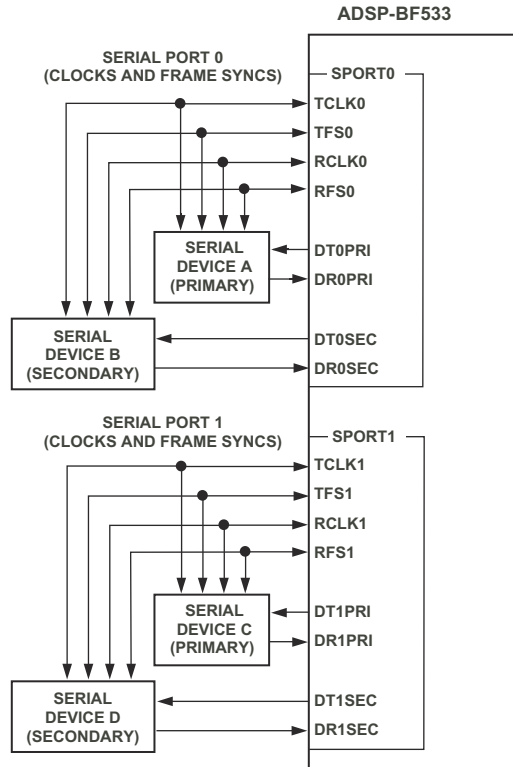 ADSP-BF533
SERIAL PORT 0
(CLOCKS AND FRAME SYNCS)
SPORT0
TCLK0
TFS0
RCLK0
RFS0
SERIAL
DEVICE A
(PRIMARY)
DT0PRI
DR0PRI
SERIAL
DEVICE B
(SECONDARY)
DT0SEC
DR0SEC
SERIAL PORT 1
(CLOCKS AND FRAME SYNCS)
SPORT1
TCLK1
TFS1
RCLK1
RFS1
SERIAL
DEVICE C
(PRIMARY)
DT1PRI
DR1PRI
SERIAL
DEVICE D
(SECONDARY)
DT1SEC
DR1SEC